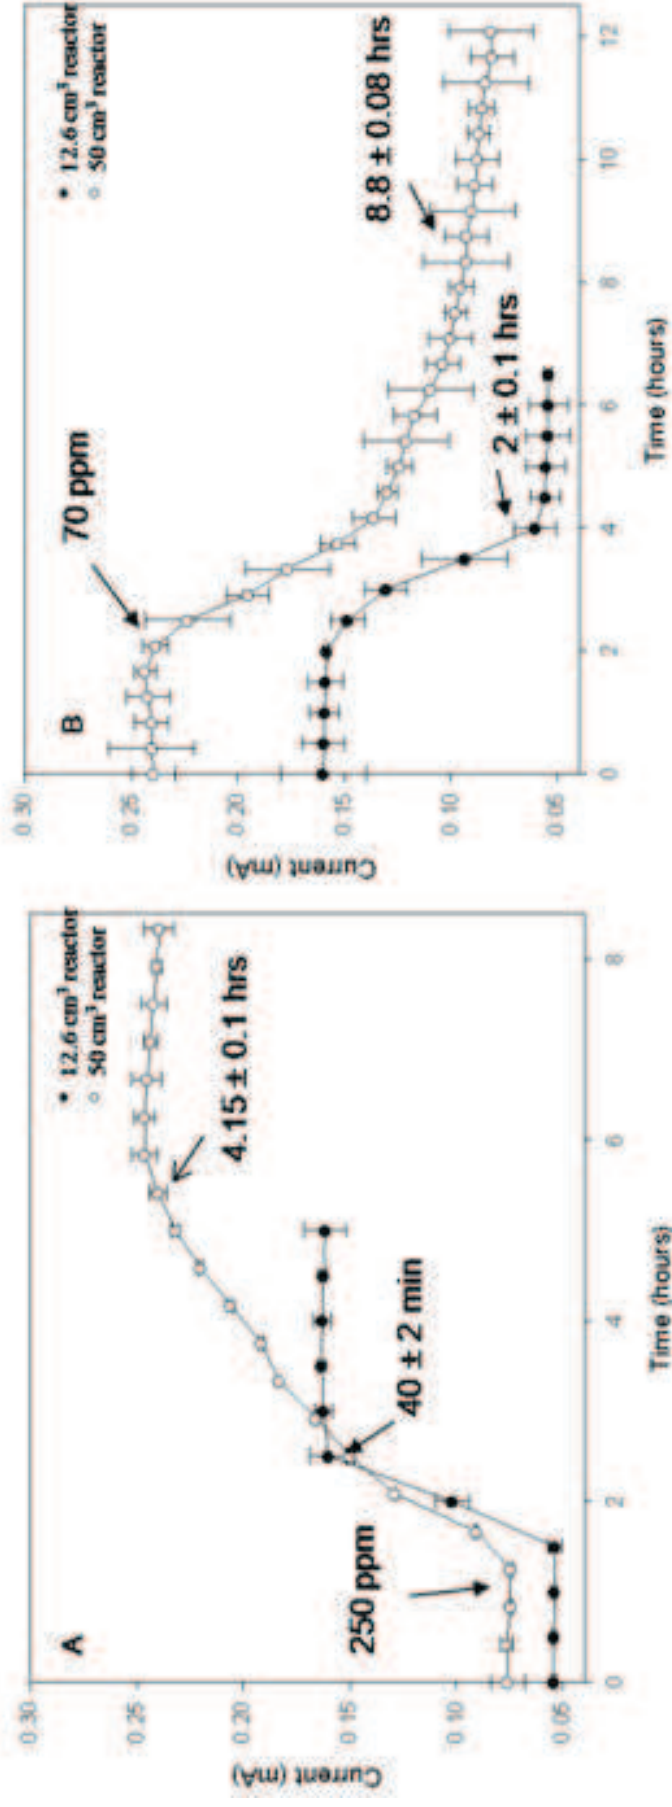 A
12.6 cm³ reactor
50 cm³ reactor
0.30
0.25
0.20
0.15
0.10
0.05
Current (mA)
250 ppm
40 ± 2 min
4.15 ± 0.1 hrs
0
2
4
6
8
Time (hours)
B
12.6 cm³ reactor
50 cm³ reactor
0.30
0.25
0.20
0.15
0.10
0.05
Current (mA)
70 ppm
2 ± 0.1 hrs
8.8 ± 0.08 hrs
0
2
4
6
8
10
12
Time (hours)